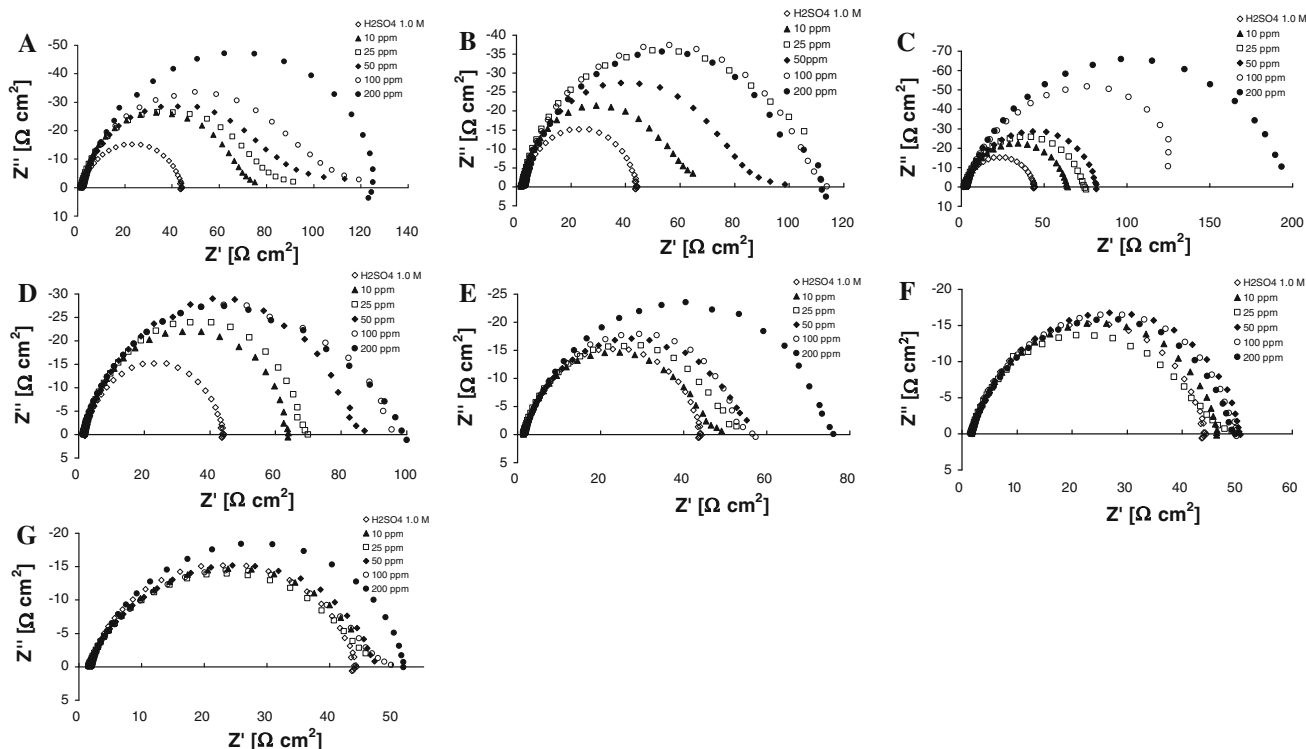 A
-50
-40
-30
-20
-10
0
10
Z'' [Ω cm²]
0 20 40 60 80 100 120 140
Z' [Ω cm²]
H2SO4 1.0 M
10 ppm
25 ppm
50 ppm
100 ppm
200 ppm
B
-40
-35
-30
-25
-20
-15
-10
-5
0
5
Z'' [Ω cm²]
0 20 40 60 80 100 120
Z' [Ω cm²]
H2SO4 1.0 M
10 ppm
25 ppm
50ppm
100 ppm
200 ppm
C
-70
-60
-50
-40
-30
-20
-10
0
10
Z'' [Ω cm²]
0 50 100 150 200
Z' [Ω cm²]
H2SO4 1.0 M
10 ppm
25 ppm
50 ppm
100 ppm
200 ppm
D
-30
-25
-20
-15
-10
-5
0
5
Z'' [Ω cm²]
0 20 40 60 80 100
Z' [Ω cm²]
H2SO4 1.0 M
10 ppm
25 ppm
50 ppm
100 ppm
200 ppm
E
-25
-20
-15
-10
-5
0
5
Z'' [Ω cm²]
0 20 40 60 80
Z' [Ω cm²]
H2SO4 1.0 M
10 ppm
25 ppm
50 ppm
100 ppm
200 ppm
F
-20
-15
-10
-5
0
5
Z'' [Ω cm²]
0 10 20 30 40 50 60
Z' [Ω cm²]
H2SO4 1.0 M
10 ppm
25 ppm
50 ppm
100 ppm
200 ppm
G
-20
-15
-10
-5
0
5
Z'' [Ω cm²]
0 10 20 30 40 50
Z' [Ω cm²]
H2SO4 1.0 M
10 ppm
25 ppm
50 ppm
100 ppm
200 ppm